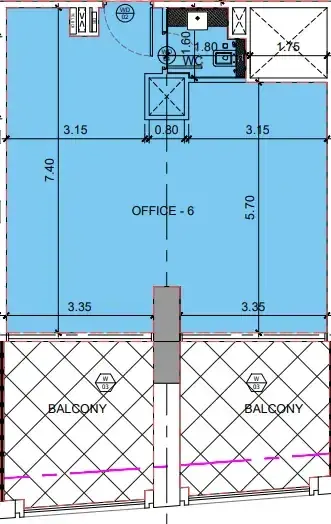 WD
03
1.60
1.80
1.75
WC
3.15
0.80
3.15
7.40
OFFICE - 6
5.70
3.35
3.35
W
03
W
03
BALCONY
BALCONY